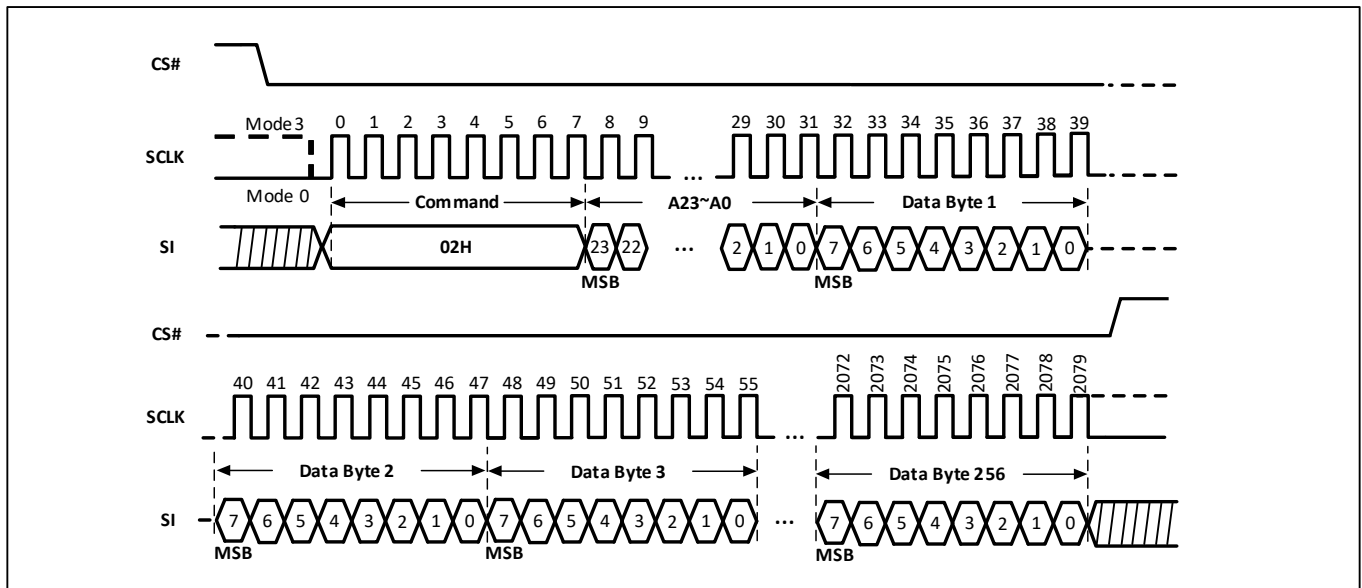 CS#
Mode 3 0 1 2 3 4 5 6 7 8 9 29 30 31 32 33 34 35 36 37 38 39
SCLK ...
Mode 0 Command A23~A0 Data Byte 1
SI 02H 23 22 ... 2 1 0 7 6 5 4 3 2 1 0
MSB MSB
CS#
40 41 42 43 44 45 46 47 48 49 50 51 52 53 54 55 2072 2073 2074 2075 2076 2077 2078 2079
SCLK ...
Data Byte 2 Data Byte 3 Data Byte 256
SI 7 6 5 4 3 2 1 0 7 6 5 4 3 2 1 0 ... 7 6 5 4 3 2 1 0
MSB MSB MSB